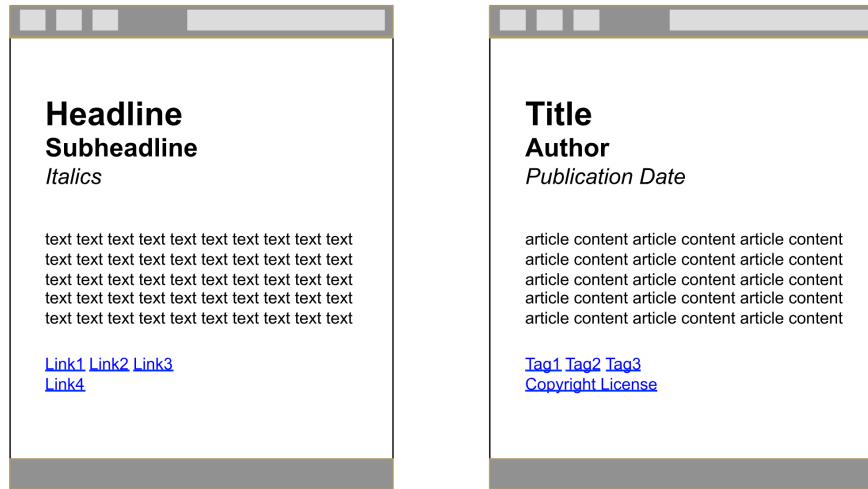 Headline
Subheadline
Italics
text text text text text text text text text text
text text text text text text text text text text
text text text text text text text text text text
text text text text text text text text text text
text text text text text text text text text text
Link1 Link2 Link3
Link4
Title
Author
Publication Date
article content article content article content
article content article content article content
article content article content article content
article content article content article content
article content article content article content
Tag1 Tag2 Tag3
Copyright License